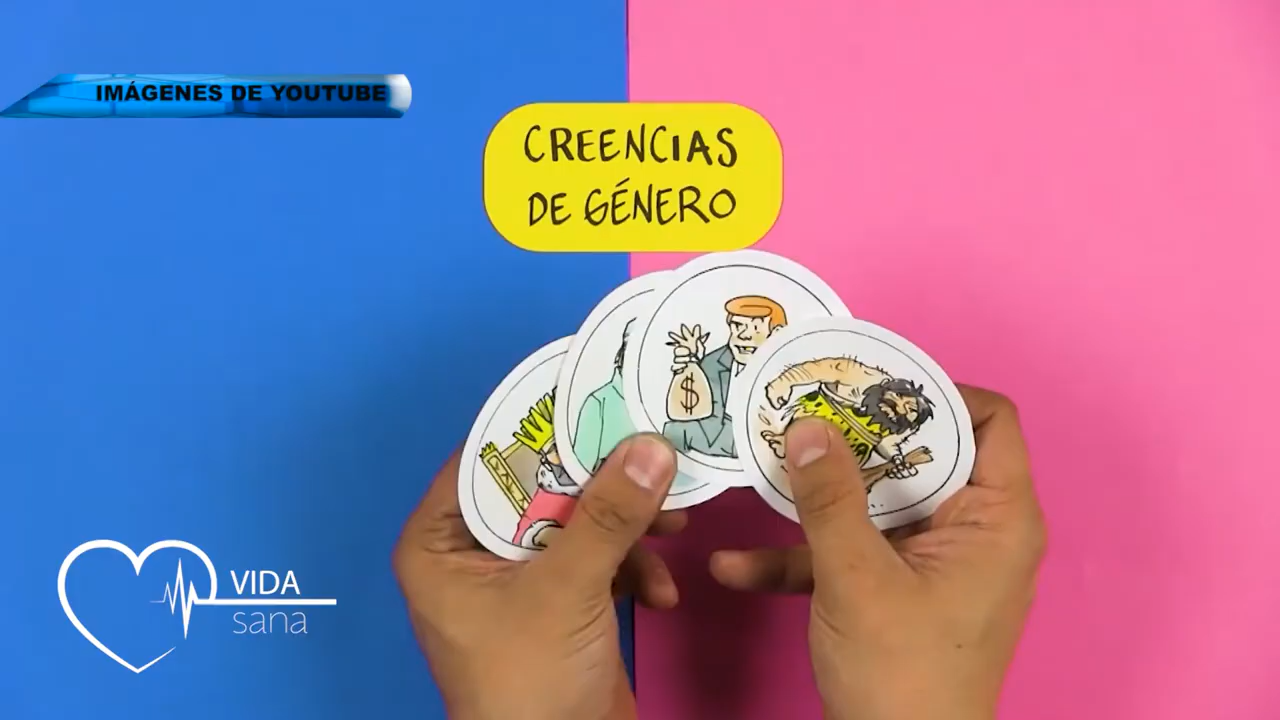 IMÁGENES DE YOUTUBE
CREENCIAS
DE GÉNERO
$
VIDA
sana